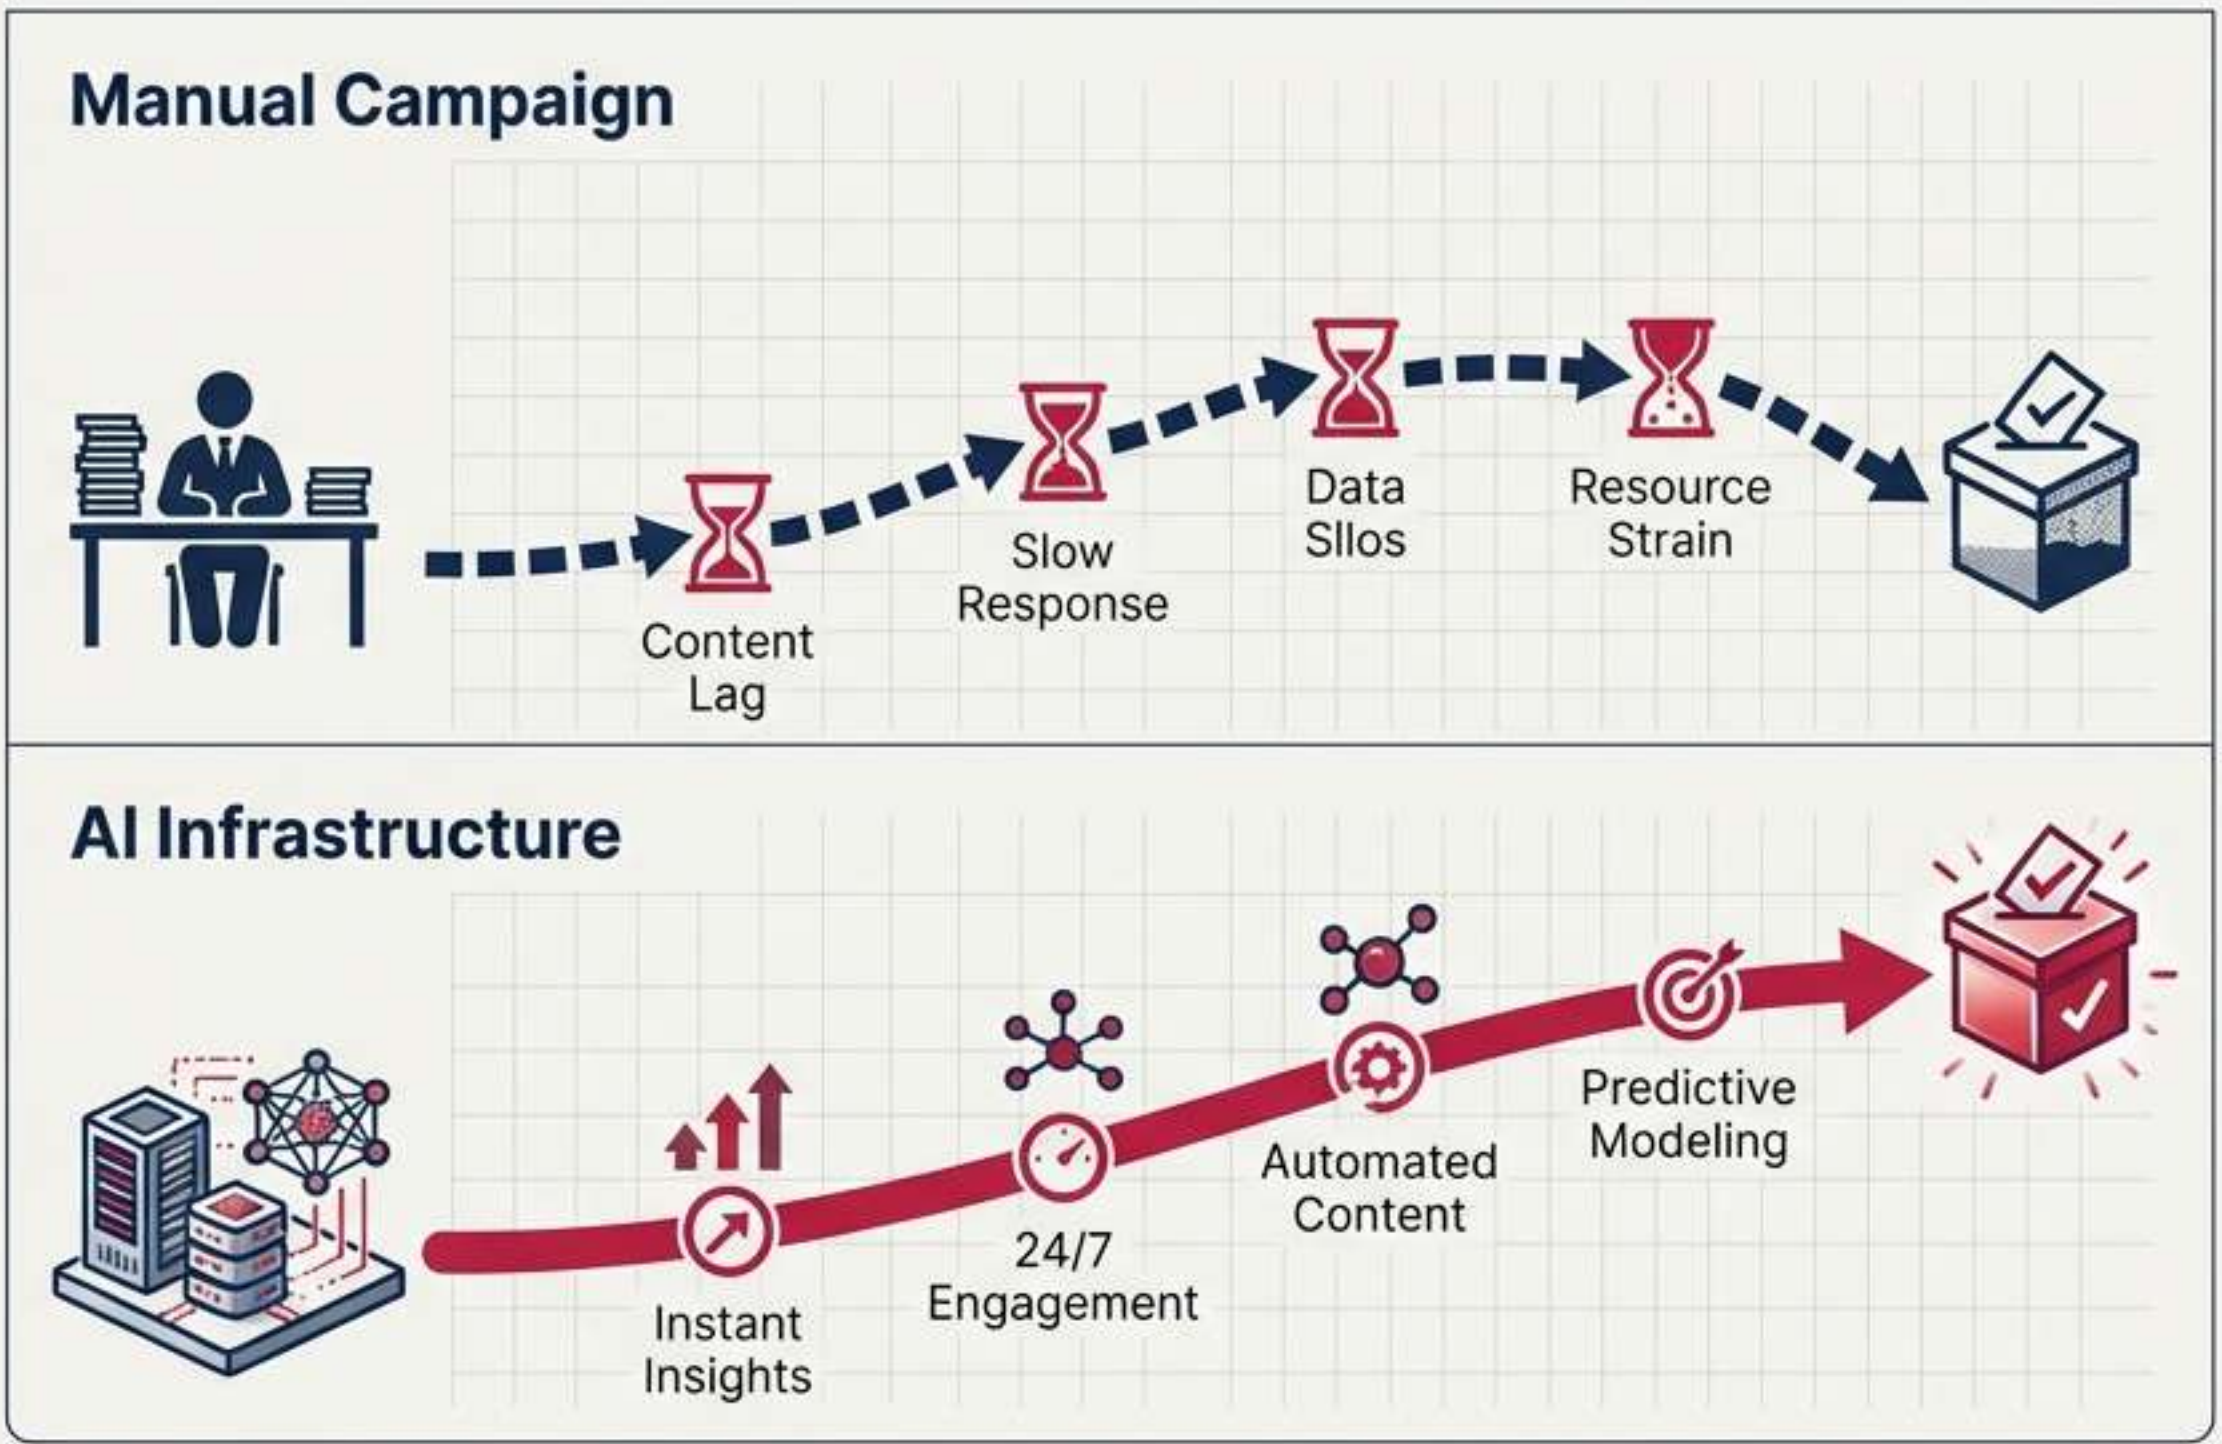 Manual Campaign
Content
Lag
Slow
Response
Data
Sllos
Resource
Strain
AI Infrastructure
Instant
Insights
24/7
Engagement
Automated
Content
Predictive
Modeling